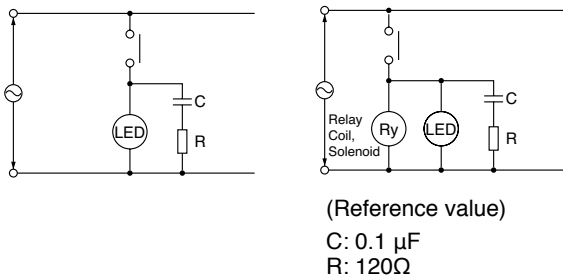 C
LED
R
Relay
Coil,
Solenoid
Ry
LED
C
R
(Reference value)
C: 0.1 µF
R: 120Ω